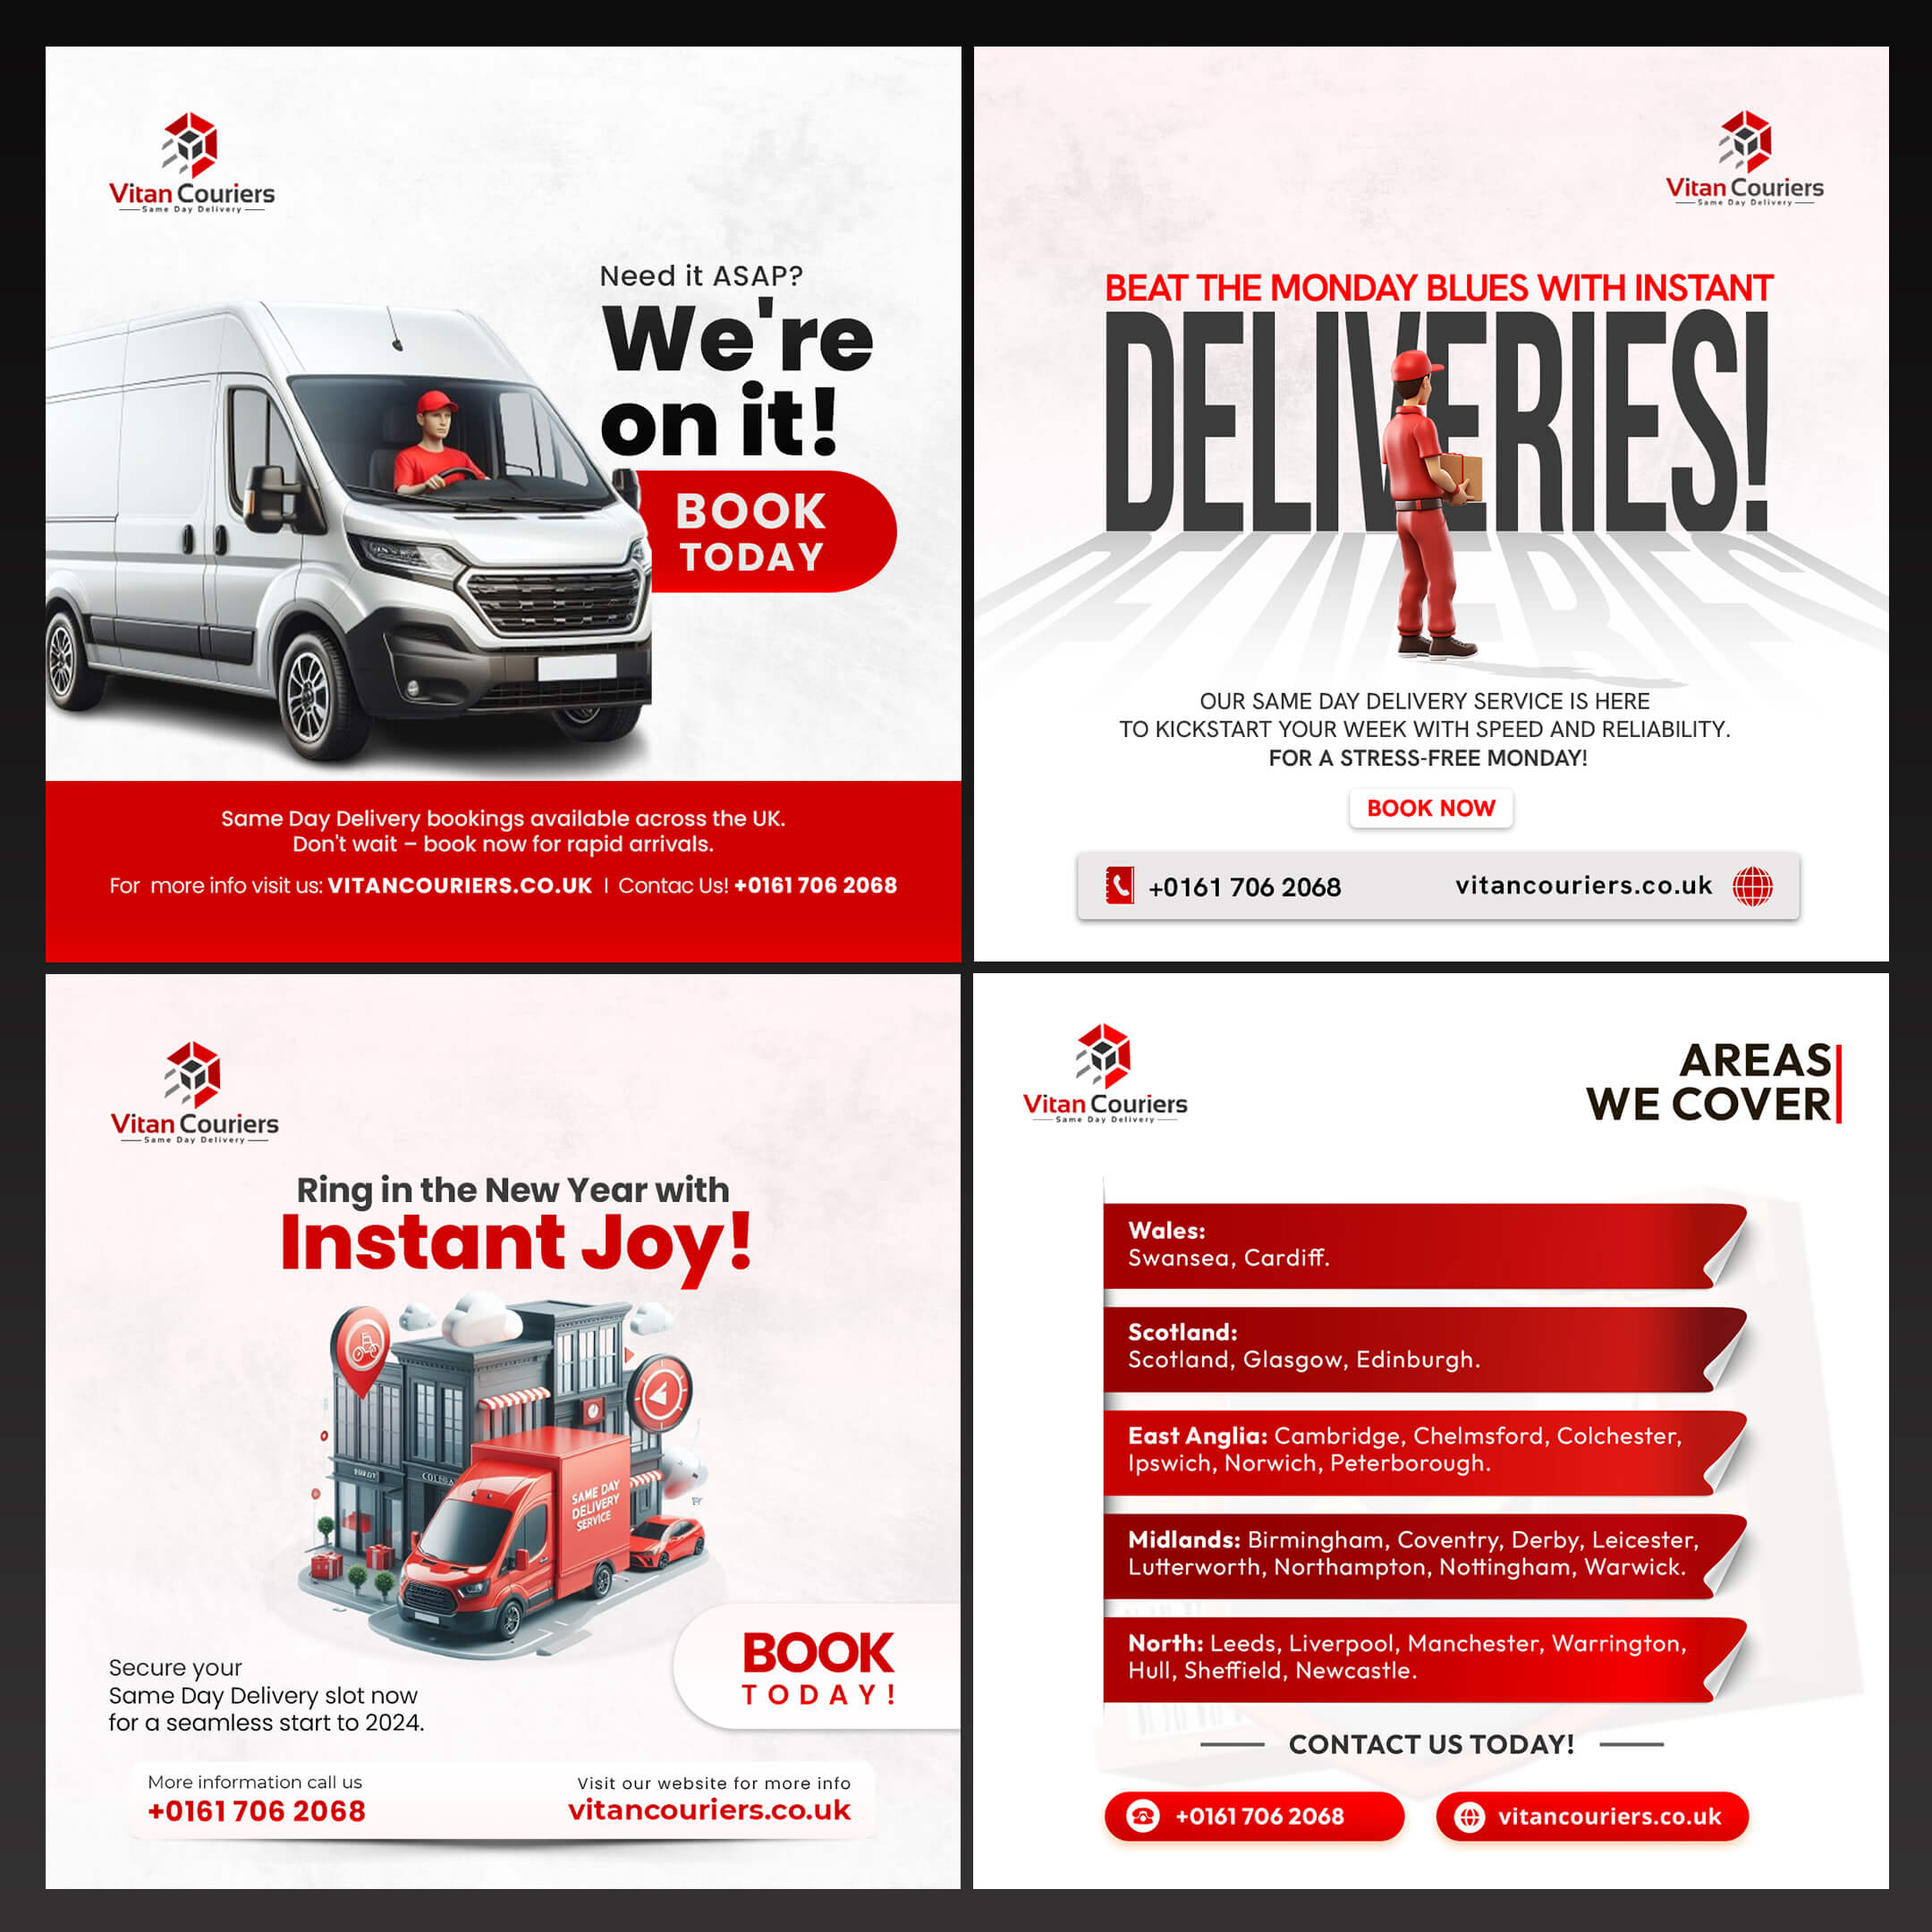 Vitan Couriers
Same Day Delivery
Need it ASAP?
We're
on it!
BOOK
TODAY
Same Day Delivery bookings available across the UK.
Don't wait – book now for rapid arrivals.
For more info visit us: VITANCOURIERS.CO.UK | Contac Us! +0161 706 2068
Vitan Couriers
Same Day Delivery
BEAT THE MONDAY BLUES WITH INSTANT
DELIVERIES!
OUR SAME DAY DELIVERY SERVICE IS HERE
TO KICKSTART YOUR WEEK WITH SPEED AND RELIABILITY.
FOR A STRESS-FREE MONDAY!
BOOK NOW
+0161 706 2068
vitancouriers.co.uk
Vitan Couriers
Same Day Delivery
Ring in the New Year with
Instant Joy!
SAME DAY
DELIVERY
SERVICE
Secure your
Same Day Delivery slot now
for a seamless start to 2024.
BOOK
TODAY!
More information call us
+0161 706 2068
Visit our website for more info
vitancouriers.co.uk
Vitan Couriers
Same Day Delivery
AREAS
WE COVER
Wales:
Swansea, Cardiff.
Scotland:
Scotland, Glasgow, Edinburgh.
East Anglia: Cambridge, Chelmsford, Colchester,
Ipswich, Norwich, Peterborough.
Midlands: Birmingham, Coventry, Derby, Leicester,
Lutterworth, Northampton, Nottingham, Warwick.
North: Leeds, Liverpool, Manchester, Warrington,
Hull, Sheffield, Newcastle.
CONTACT US TODAY!
+0161 706 2068
vitancouriers.co.uk